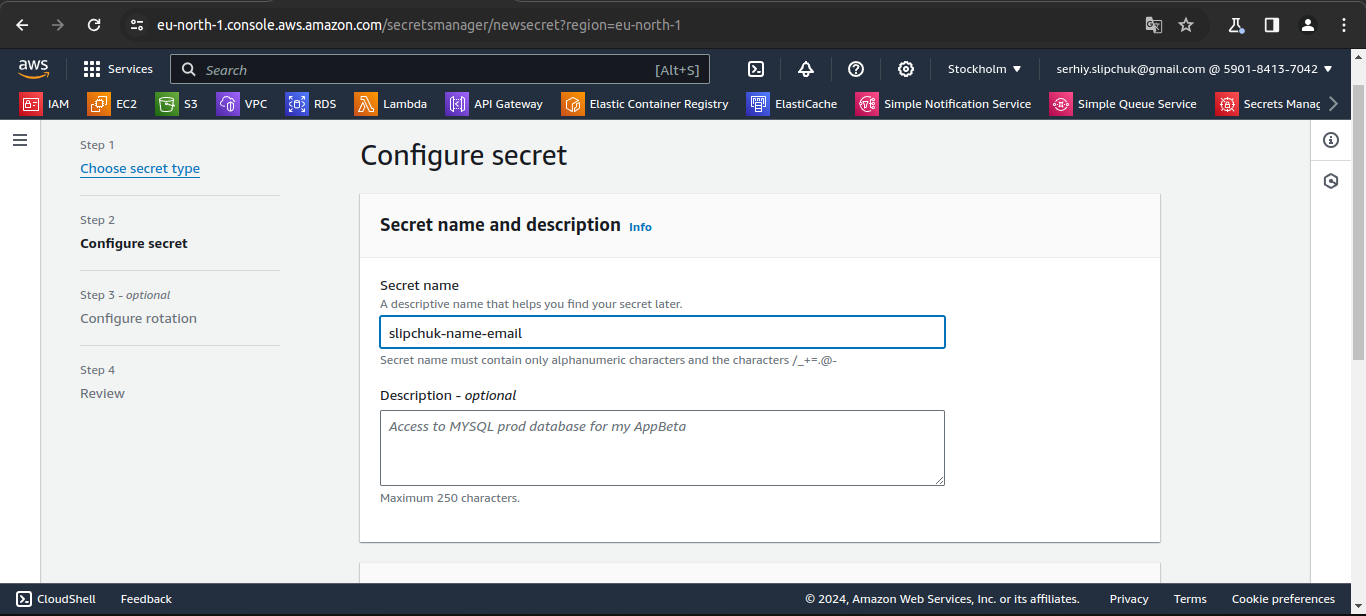 eu-north-1.console.aws.amazon.com/secretsmanager/newsecret?region=eu-north-1
aws
Services
Search [Alt+S]
Stockholm
serhiy.slipchuk@gmail.com @ 5901-8413-7042
IAM EC2 S3 VPC RDS Lambda API Gateway Elastic Container Registry ElastiCache Simple Notification Service Simple Queue Service Secrets Manag
Step 1
Choose secret type
Step 2
Configure secret
Step 3 - optional
Configure rotation
Step 4
Review
Configure secret
Secret name and description Info
Secret name
A descriptive name that helps you find your secret later.
slipchuk-name-email
Secret name must contain only alphanumeric characters and the characters /_+=.@-
Description - optional
Access to MYSQL prod database for my AppBeta
Maximum 250 characters.
CloudShell Feedback © 2024, Amazon Web Services, Inc. or its affiliates. Privacy Terms Cookie preferences